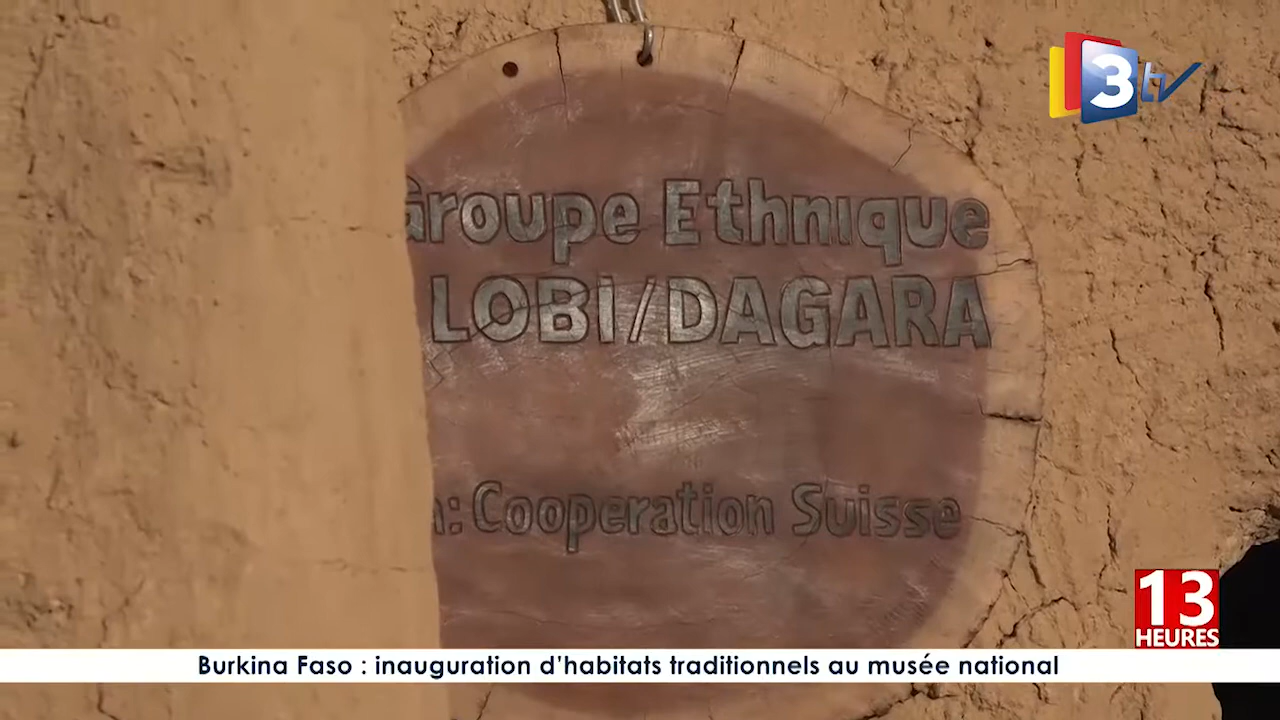 3tv
Groupe Ethnique
LOBI/DAGARA
: Cooperation Suisse
13
HEURES
Burkina Faso : inauguration d'habitats traditionnels au musée national